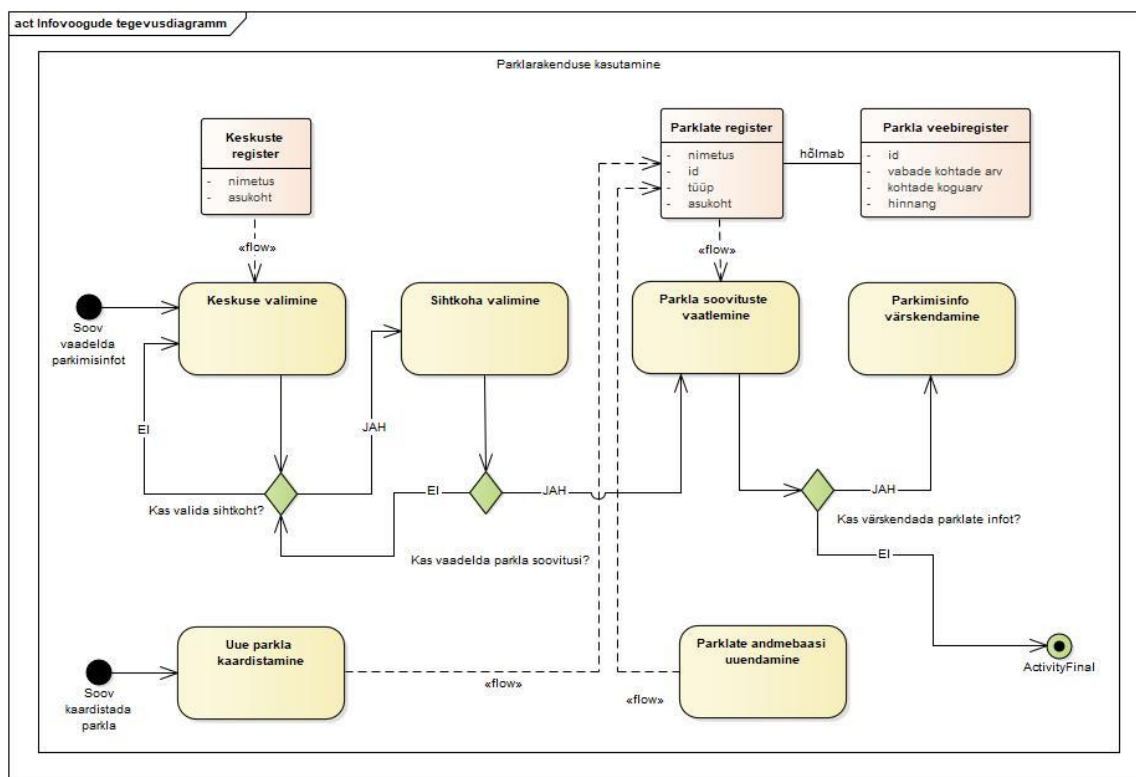 act Infovoogude tegevusdiagramm
Parklarakenduse kasutamine
Keskuste
register
- nimetus
- asukoht
Parklate register
- nimetus
- id
- tüüp
- asukoht
hõlmab
Parkla veebiregister
- id
- vabade kohtade arv
- kohtade koguarv
- hinnang
«flow»
«flow»
Soov
vaadelda
parkimisinfot
Keskuse valimine
Sihtkoha valimine
Parkla soovituste
vaatlemine
Parkimisinfo
värskendamine
EI
JAH
Kas valida sihtkoht?
EI
JAH
Kas vaadelda parkla soovitusi?
JAH
Kas värskendada parklate infot?
EI
Soov
kaardistada
parkla
Uue parkla
kaardistamine
«flow»
«flow»
Parklate andmebaasi
uuendamine
ActivityFinal